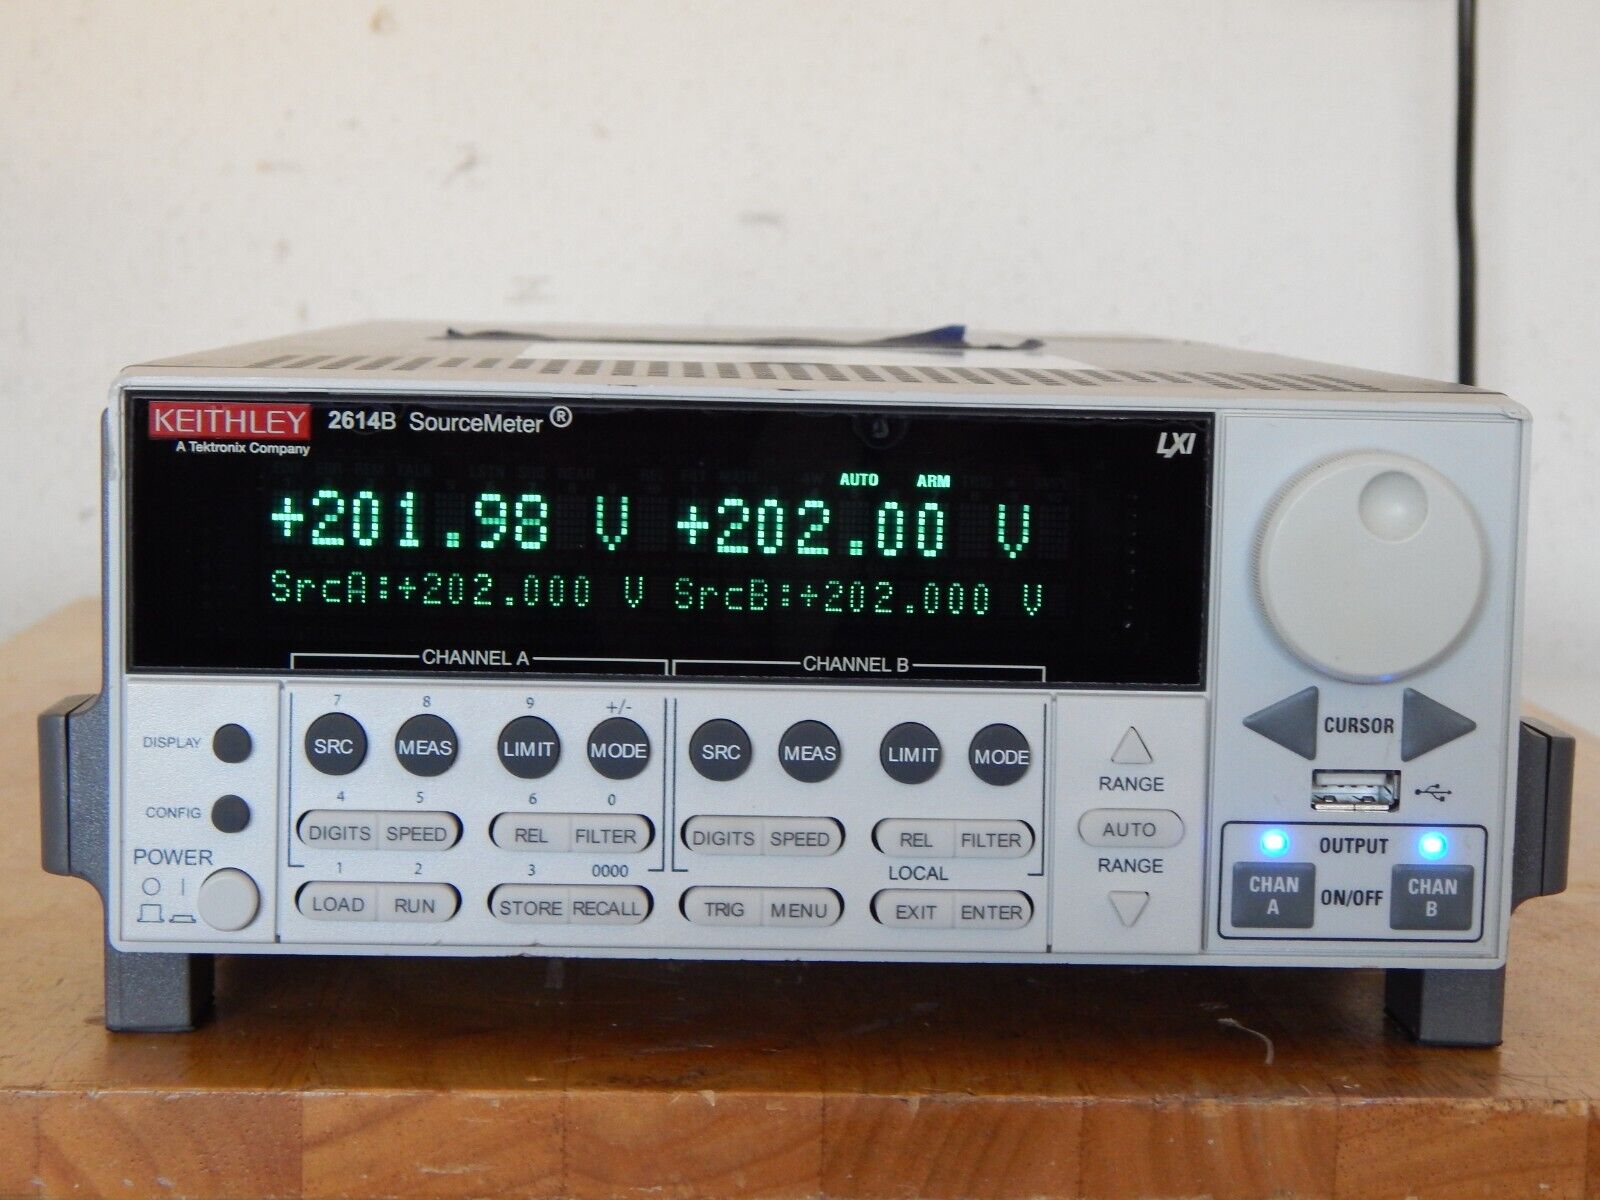 KEITHLEY 2614B SourceMeter®
A Tektronix Company
LXI
AUTO ARM
+201.98 V +202.00 V
SrcA:+202.000 V SrcB:+202.000 V
CHANNEL A CHANNEL B
7 8 9 +/-
DISPLAY SRC MEAS LIMIT MODE SRC MEAS LIMIT MODE
RANGE
CURSOR
4 5 6 0
CONFIG DIGITS SPEED REL FILTER DIGITS SPEED REL FILTER
AUTO
RANGE
OUTPUT
POWER
1 2 3 0000 LOCAL
O | LOAD RUN STORE RECALL TRIG MENU EXIT ENTER
CHAN A ON/OFF CHAN B